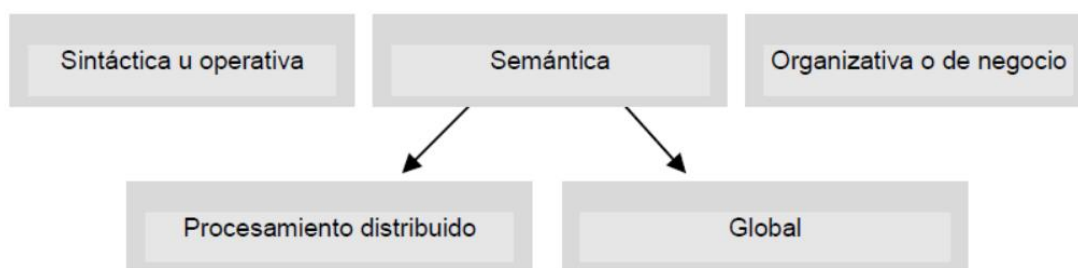 Sintáctica u operativa
Semántica
Organizativa o de negocio
Procesamiento distribuido
Global